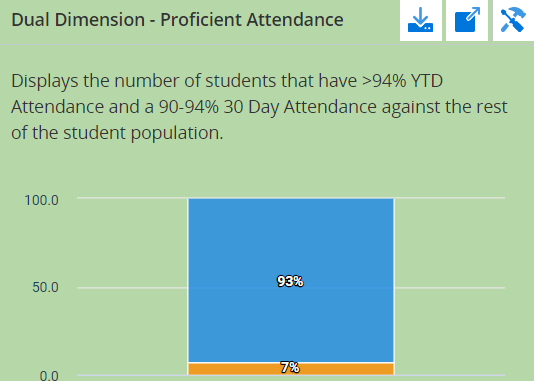 Dual Dimension - Proficient Attendance
Displays the number of students that have >94% YTD
Attendance and a 90-94% 30 Day Attendance against the rest
of the student population.
100.0
93%
50.0
7%
0.0